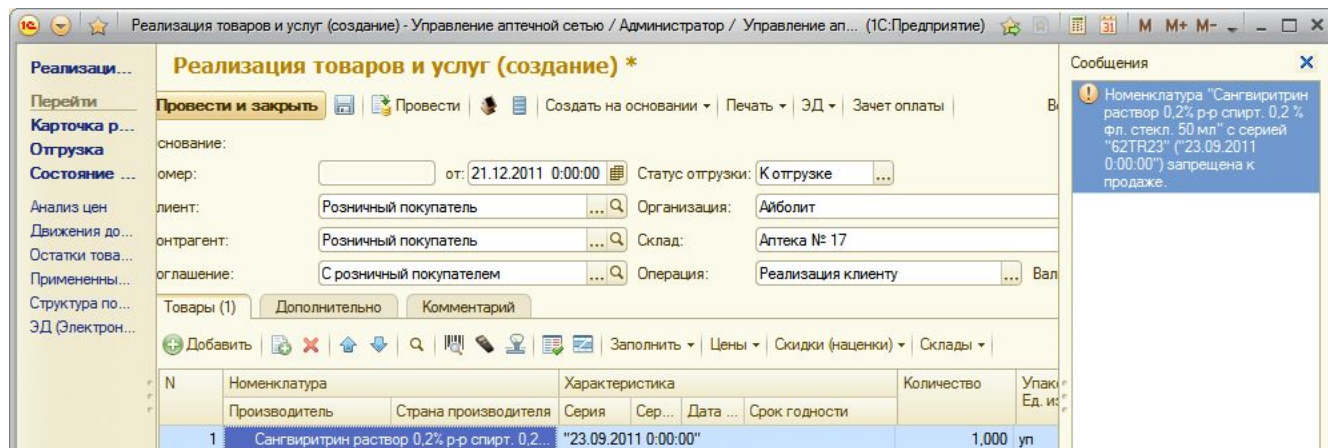 Реализация товаров и услуг (создание) - Управление аптечной сетью / Администратор / Управление ап... (1С:Предприятие)
M M+ M-
Реализаци...
Перейти
Карточка р...
Отгрузка
Состояние ...
Анализ цен
Движения до...
Остатки това...
Примененны...
Структура по...
ЭД (Электрон...
Реализация товаров и услуг (создание) *
Провести и закрыть Провести Создать на основании Печать ЭД Зачет оплаты В
снование:
омер: от: 21.12.2011 0:00:00 Статус отгрузки: К отгрузке ...
лиент: Розничный покупатель ... Организация: Айболит
онтрагент: Розничный покупатель ... Склад: Аптека № 17
оглашение: С розничный покупателем ... Операция: Реализация клиенту ... Вал
Товары (1) Дополнительно Комментарий
Добавить Заполнить Цены Скидки (наценки) Склады
N Номенклатура Характеристика Количество Упак
Ед. из
Производитель Страна производителя Серия Сер... Дата ... Срок годности
1 Сангвиритрин раствор 0,2% р-р спирт. 0,2... "23.09.2011 0:00:00" 1,000 уп
Сообщения
Номенклатура "Сангвиритрин
раствор 0,2% р-р спирт. 0,2 %
фл. стекл. 50 мл" с серией
"62TR23" ("23.09.2011
0:00:00") запрещена к
продаже.